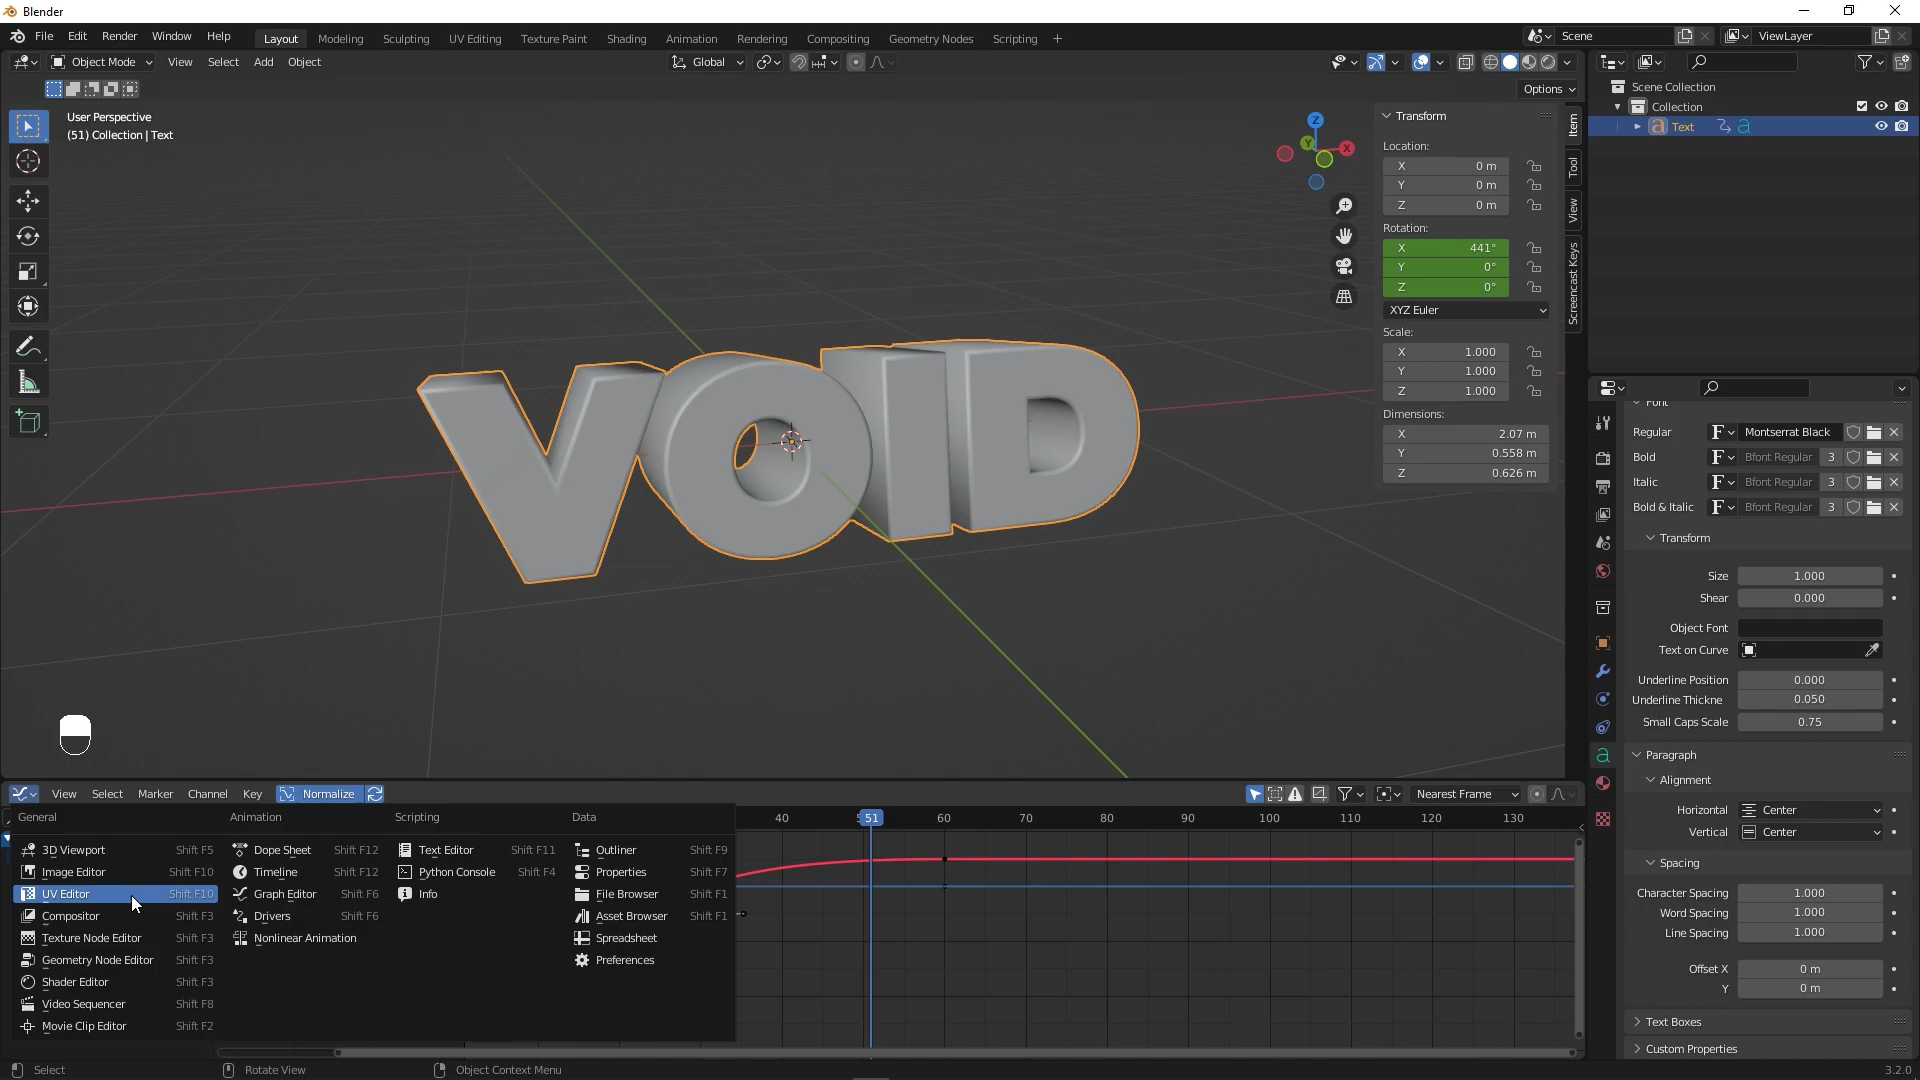 Blender
File Edit Render Window Help
Layout Modeling Sculpting UV Editing Texture Paint Shading Animation Rendering Compositing Geometry Nodes Scripting +
Scene
ViewLayer
Object Mode View Select Add Object
Global
Options
User Perspective
(51) Collection | Text
VOID
Z
Y
X
Transform
Location:
X 0 m
Y 0 m
Z 0 m
Rotation:
X 441°
Y 0°
Z 0°
XYZ Euler
Scale:
X 1.000
Y 1.000
Z 1.000
Dimensions:
X 2.07 m
Y 0.558 m
Z 0.626 m
Item
Tool
View
Screencast Keys
Scene Collection
Collection
Text
Font
Regular Montserrat Black
Bold Bfont Regular 3
Italic Bfont Regular 3
Bold & Italic Bfont Regular 3
Transform
Size 1.000
Shear 0.000
Object Font
Text on Curve
Underline Position 0.000
Underline Thickne 0.050
Small Caps Scale 0.75
Paragraph
Alignment
Horizontal Center
Vertical Center
Spacing
Character Spacing 1.000
Word Spacing 1.000
Line Spacing 1.000
Offset X 0 m
Y 0 m
Text Boxes
Custom Properties
View Select Marker Channel Key Normalize
Nearest Frame
40 51 60 70 80 90 100 110 120 130
General
3D Viewport Shift F5
Image Editor Shift F10
UV Editor Shift F10
Compositor Shift F3
Texture Node Editor Shift F3
Geometry Node Editor Shift F3
Shader Editor Shift F3
Video Sequencer Shift F8
Movie Clip Editor Shift F2
Animation
Dope Sheet Shift F12
Timeline Shift F12
Graph Editor Shift F6
Drivers Shift F6
Nonlinear Animation
Scripting
Text Editor Shift F11
Python Console Shift F4
Info
Data
Outliner Shift F9
Properties Shift F7
File Browser Shift F1
Asset Browser Shift F1
Spreadsheet
Preferences
Select Rotate View Object Context Menu
3.2.0